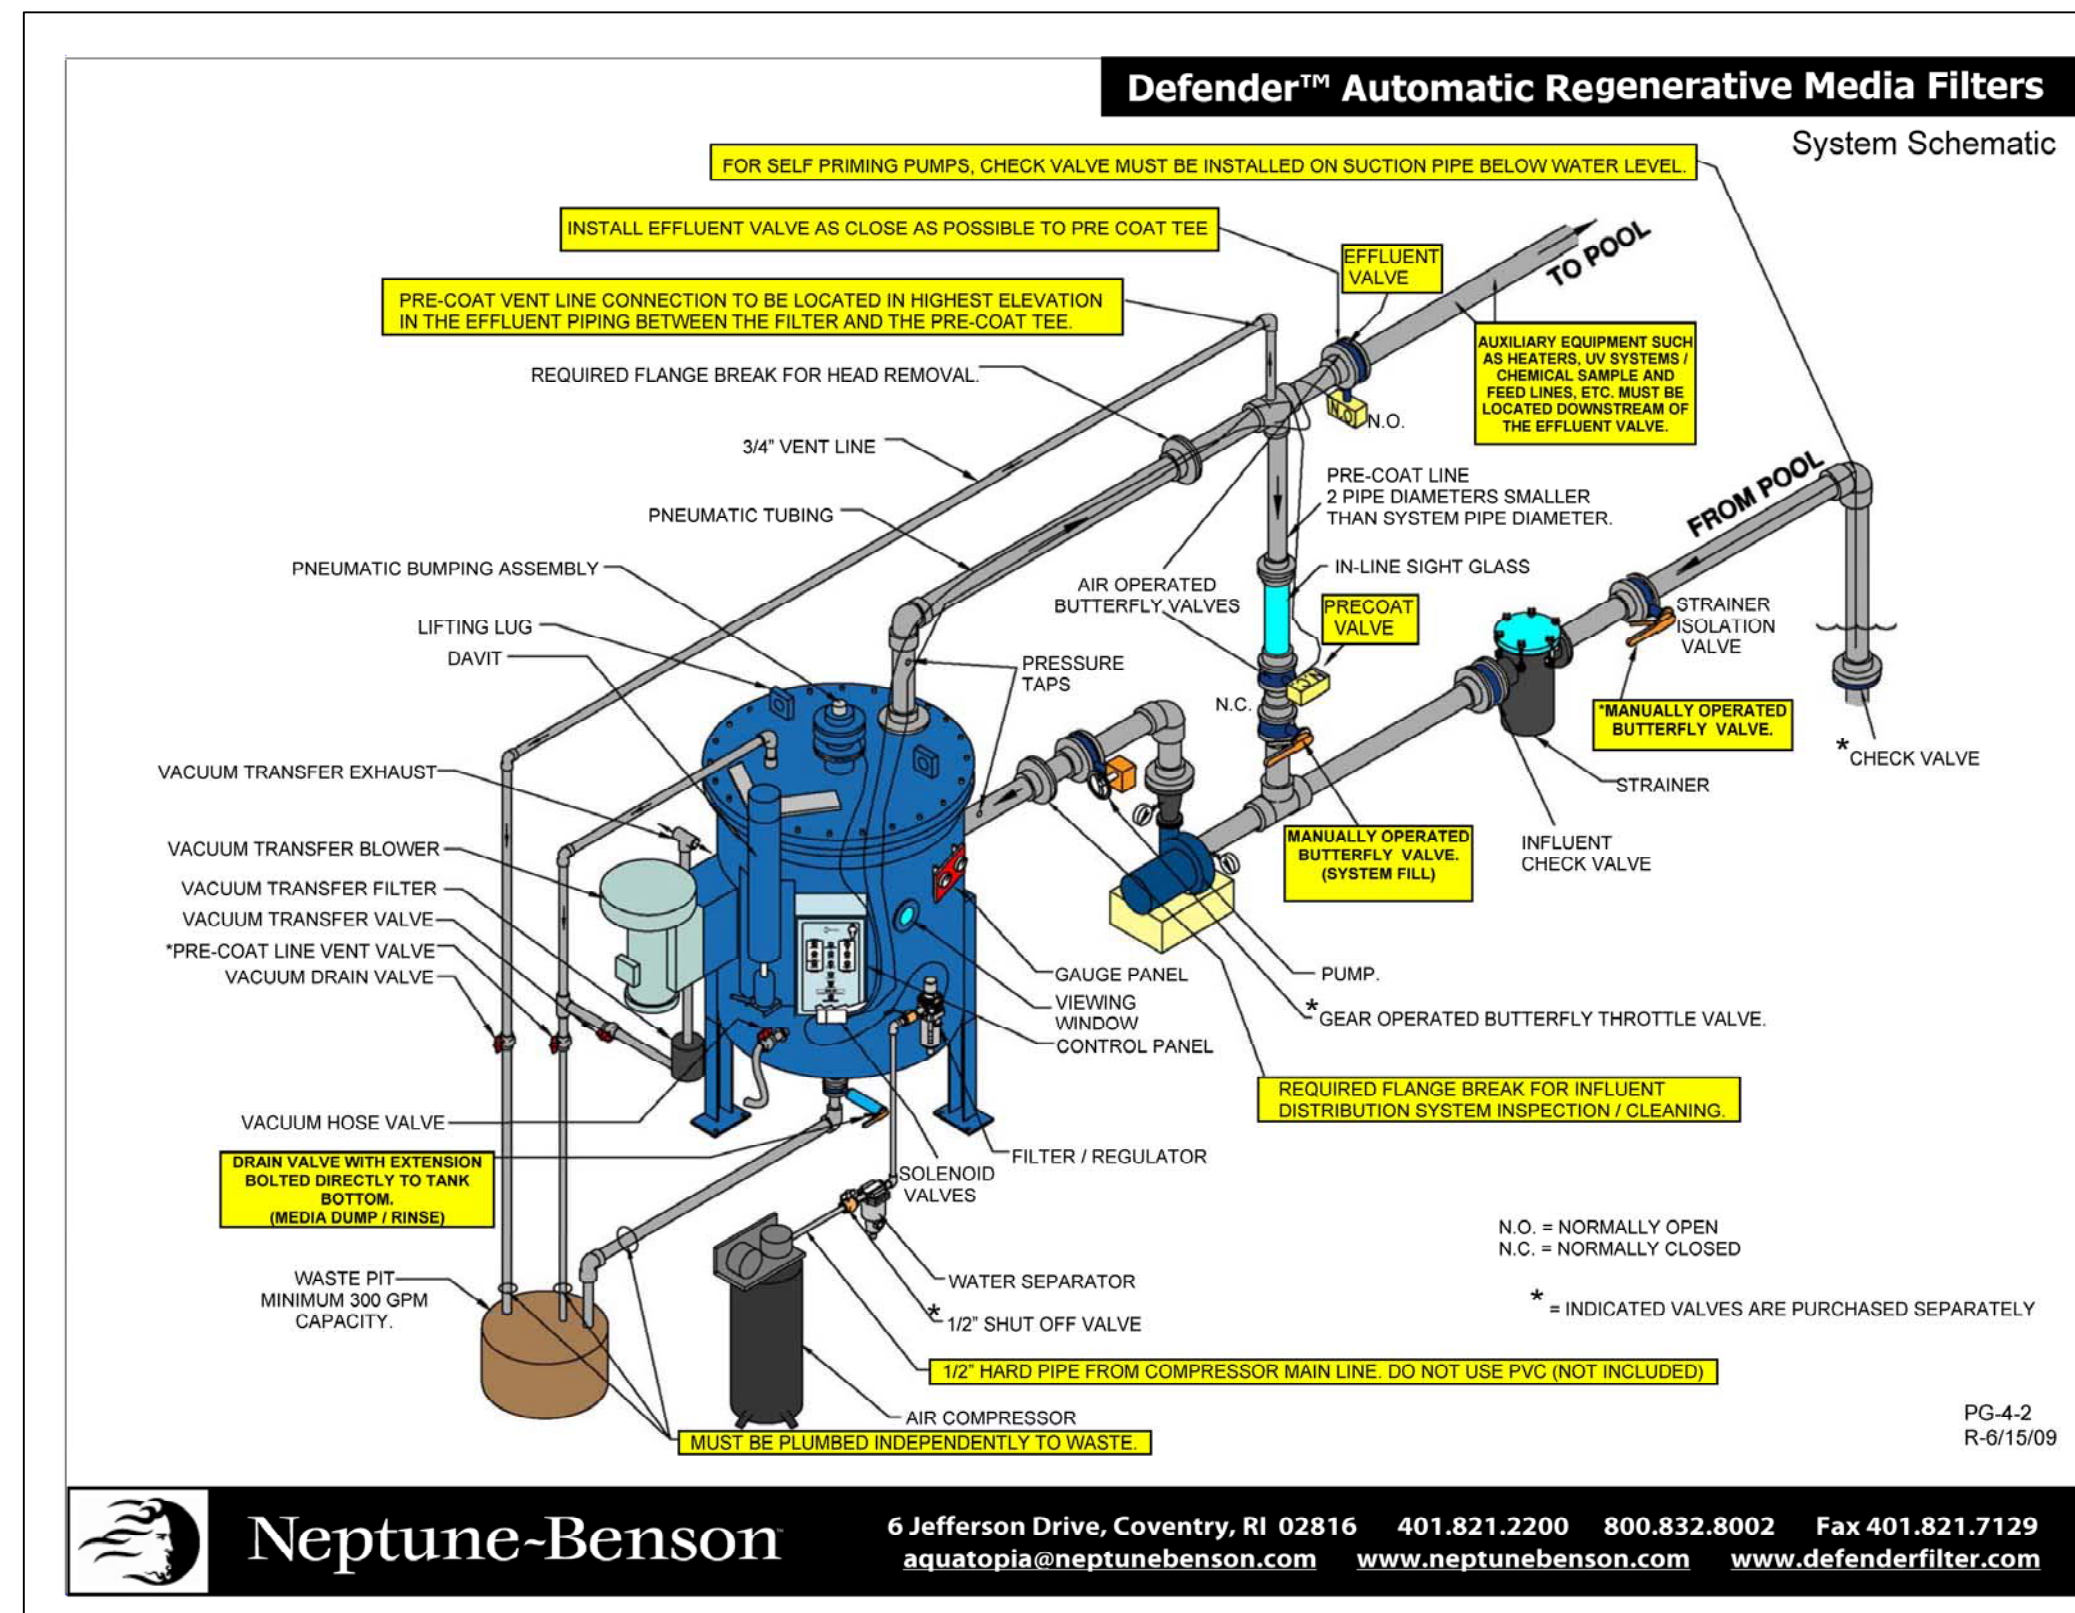 Defender™ Automatic Regenerative Media Filters
System Schematic
FOR SELF PRIMING PUMPS, CHECK VALVE MUST BE INSTALLED ON SUCTION PIPE BELOW WATER LEVEL.
INSTALL EFFLUENT VALVE AS CLOSE AS POSSIBLE TO PRE COAT TEE
EFFLUENT
VALVE
TO POOL
PRE-COAT VENT LINE CONNECTION TO BE LOCATED IN HIGHEST ELEVATION
IN THE EFFLUENT PIPING BETWEEN THE FILTER AND THE PRE-COAT TEE.
AUXILIARY EQUIPMENT SUCH
AS HEATERS, UV SYSTEMS /
CHEMICAL SAMPLE AND
FEED LINES, ETC. MUST BE
LOCATED DOWNSTREAM OF
THE EFFLUENT VALVE.
REQUIRED FLANGE BREAK FOR HEAD REMOVAL.
N.O.
N.O.
3/4" VENT LINE
PRE-COAT LINE
2 PIPE DIAMETERS SMALLER
THAN SYSTEM PIPE DIAMETER.
FROM POOL
PNEUMATIC TUBING
PNEUMATIC BUMPING ASSEMBLY
IN-LINE SIGHT GLASS
AIR OPERATED
BUTTERFLY VALVES
PRECOAT
VALVE
STRAINER
ISOLATION
VALVE
LIFTING LUG
DAVIT
PRESSURE
TAPS
N.C.
*MANUALLY OPERATED
BUTTERFLY VALVE.
*CHECK VALVE
VACUUM TRANSFER EXHAUST
STRAINER
MANUALLY OPERATED
BUTTERFLY VALVE.
(SYSTEM FILL)
INFLUENT
CHECK VALVE
VACUUM TRANSFER BLOWER
VACUUM TRANSFER FILTER
VACUUM TRANSFER VALVE
*PRE-COAT LINE VENT VALVE
VACUUM DRAIN VALVE
GAUGE PANEL
VIEWING
WINDOW
CONTROL PANEL
PUMP.
*GEAR OPERATED BUTTERFLY THROTTLE VALVE.
REQUIRED FLANGE BREAK FOR INFLUENT
DISTRIBUTION SYSTEM INSPECTION / CLEANING.
VACUUM HOSE VALVE
DRAIN VALVE WITH EXTENSION
BOLTED DIRECTLY TO TANK
BOTTOM.
(MEDIA DUMP / RINSE)
FILTER / REGULATOR
SOLENOID
VALVES
N.O. = NORMALLY OPEN
N.C. = NORMALLY CLOSED
* = INDICATED VALVES ARE PURCHASED SEPARATELY
WASTE PIT
MINIMUM 300 GPM
CAPACITY.
WATER SEPARATOR
* 1/2" SHUT OFF VALVE
1/2" HARD PIPE FROM COMPRESSOR MAIN LINE. DO NOT USE PVC (NOT INCLUDED)
AIR COMPRESSOR
MUST BE PLUMBED INDEPENDENTLY TO WASTE.
PG-4-2
R-6/15/09
Neptune~Benson
6 Jefferson Drive, Coventry, RI 02816 401.821.2200 800.832.8002 Fax 401.821.7129
aquatopia@neptunebenson.com www.neptunebenson.com www.defenderfilter.com